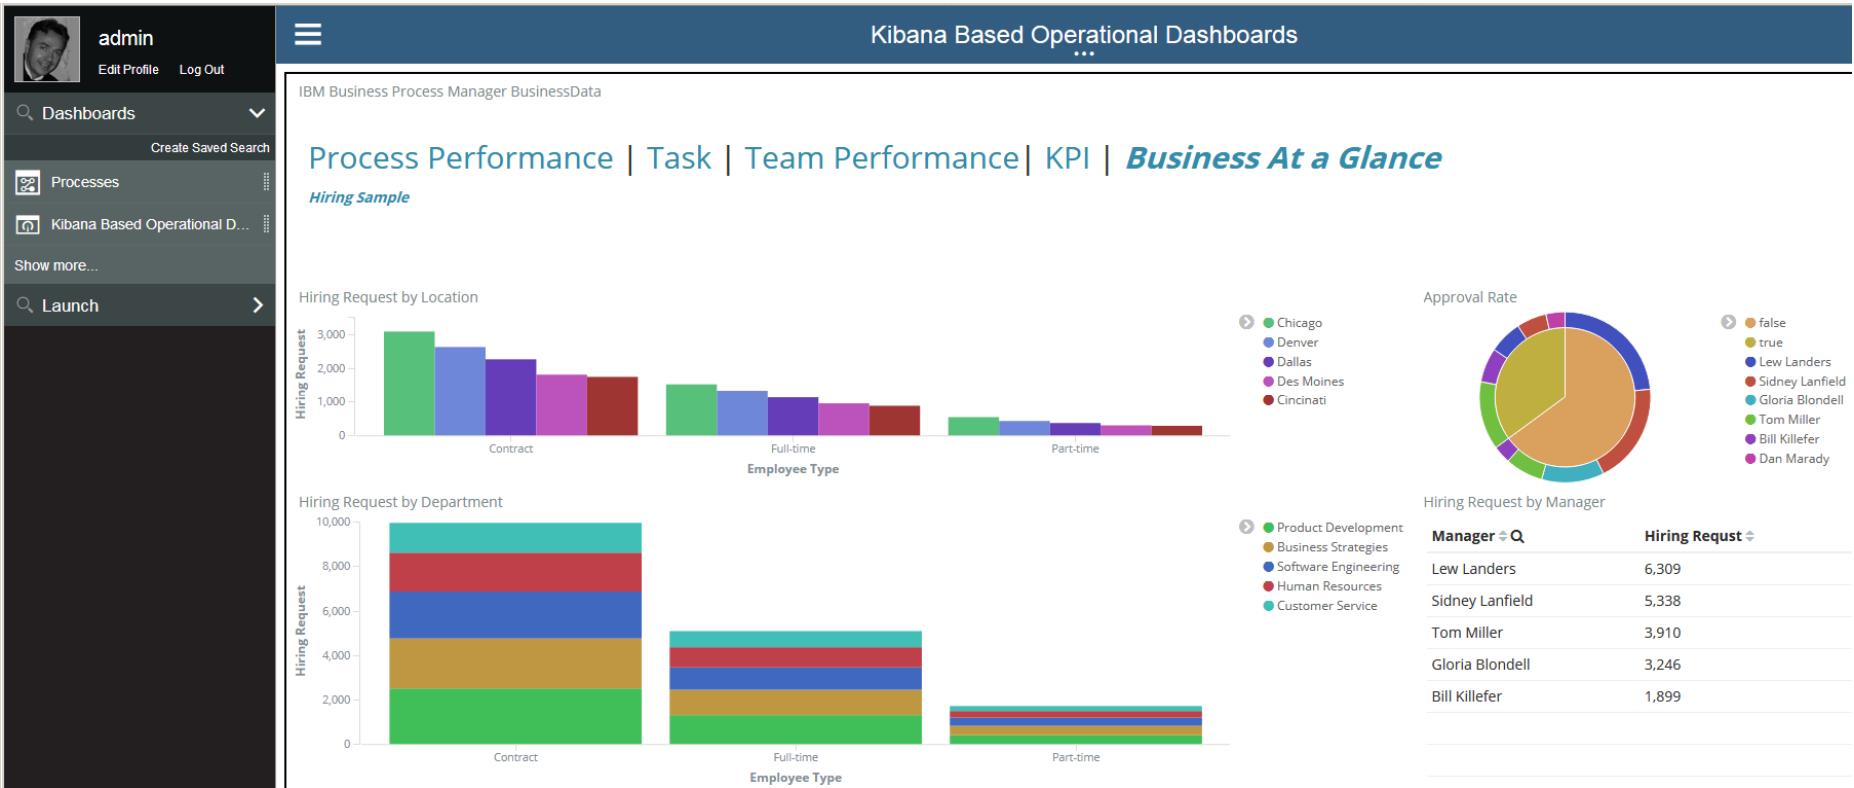 admin
Edit Profile Log Out
Dashboards
Create Saved Search
Processes
Kibana Based Operational D...
Show more...
Launch
Kibana Based Operational Dashboards
IBM Business Process Manager BusinessData
Process Performance | Task | Team Performance| KPI | Business At a Glance
Hiring Sample
Hiring Request by Location
Hiring Request
3,000
2,000
1,000
0
Contract Full-time Part-time
Employee Type
Chicago
Denver
Dallas
Des Moines
Cincinati
Approval Rate
false
true
Lew Landers
Sidney Lanfield
Gloria Blondell
Tom Miller
Bill Killefer
Dan Marady
Hiring Request by Department
Hiring Request
10,000
8,000
6,000
4,000
2,000
0
Contract Full-time Part-time
Employee Type
Product Development
Business Strategies
Software Engineering
Human Resources
Customer Service
Hiring Request by Manager
Manager Hiring Requst
Lew Landers 6,309
Sidney Lanfield 5,338
Tom Miller 3,910
Gloria Blondell 3,246
Bill Killefer 1,899